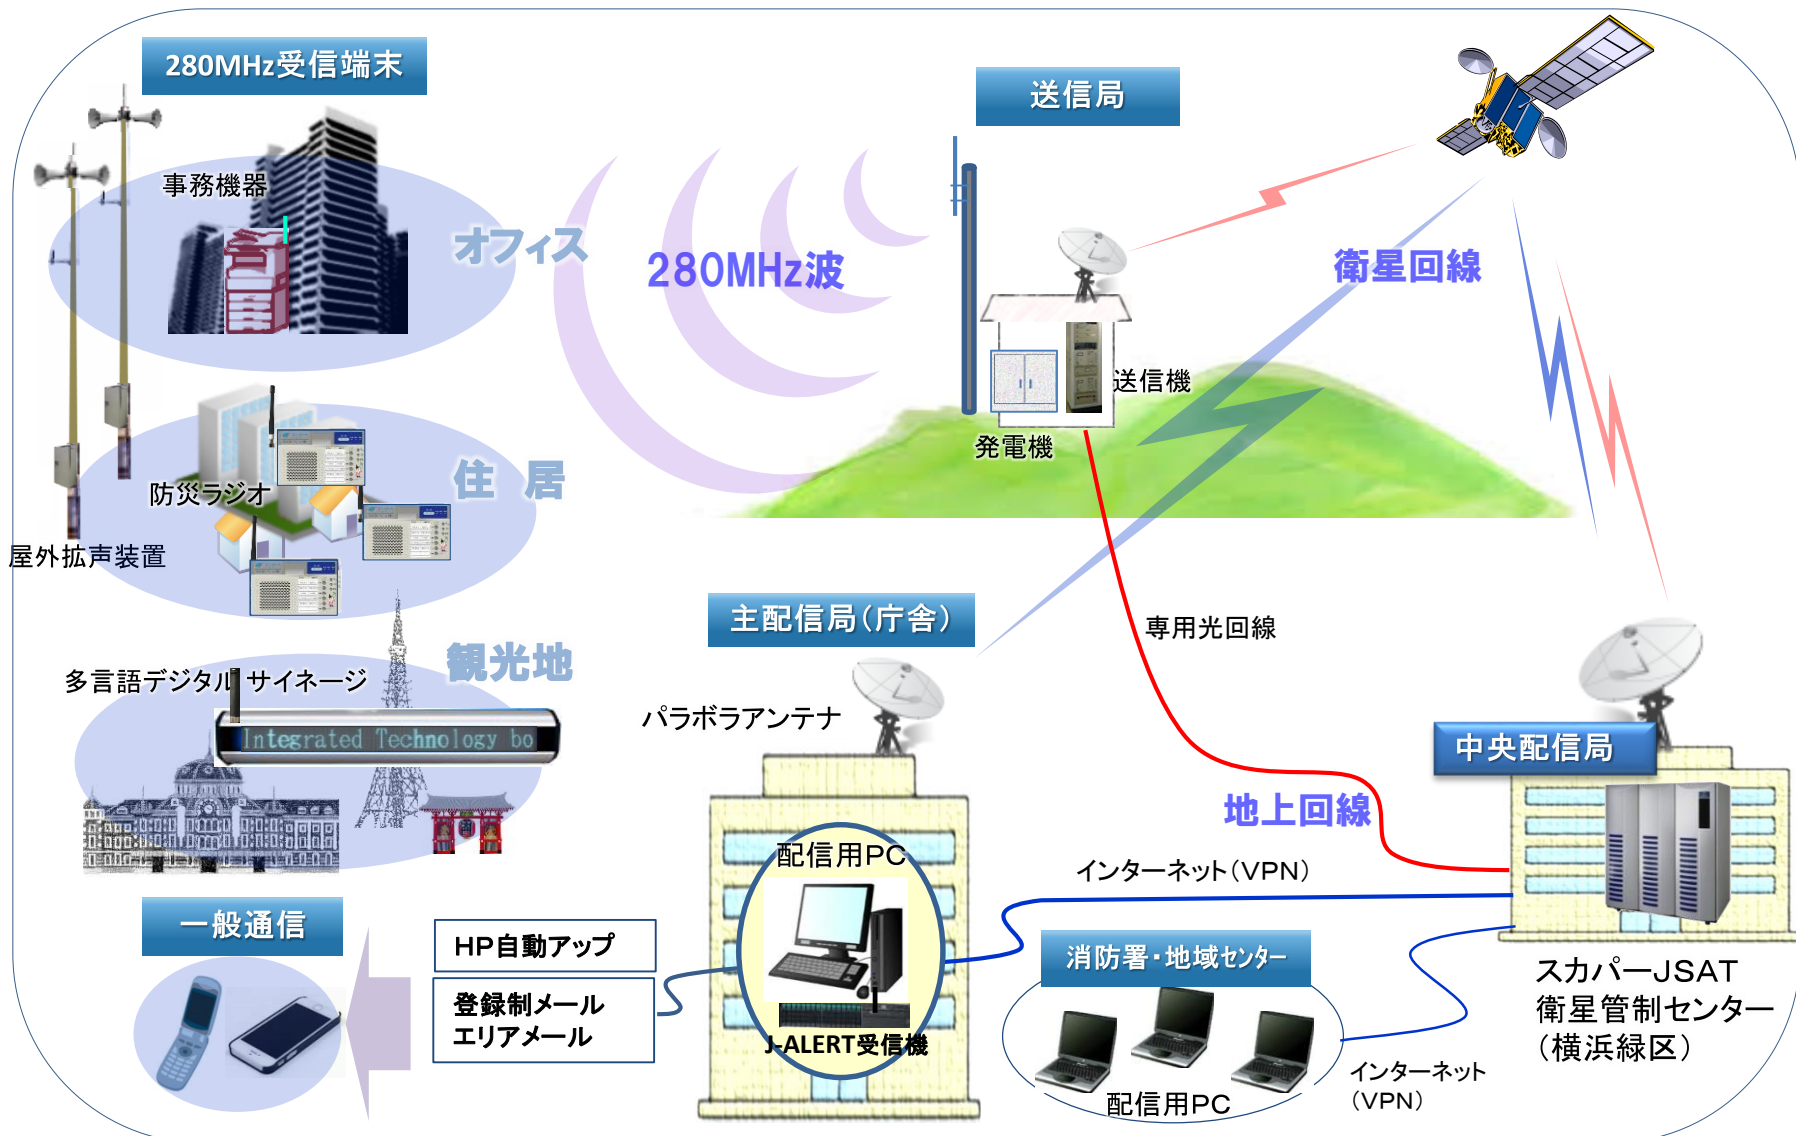 280MHz受信端末
送信局
事務機器
オフィス
280MHz波
衛星回線
送信機
発電機
住 居
防災ラジオ
屋外拡声装置
主配信局(庁舎)
専用光回線
観光地
多言語デジタル サイネージ
Integrated Technology bo
パラボラアンテナ
中央配信局
地上回線
配信用PC
インターネット(VPN)
一般通信
HP自動アップ
登録制メール
エリアメール
J-ALERT受信機
消防署・地域センター
配信用PC
スカパーJSAT
衛星管制センター
(横浜緑区)
インターネット
(VPN)